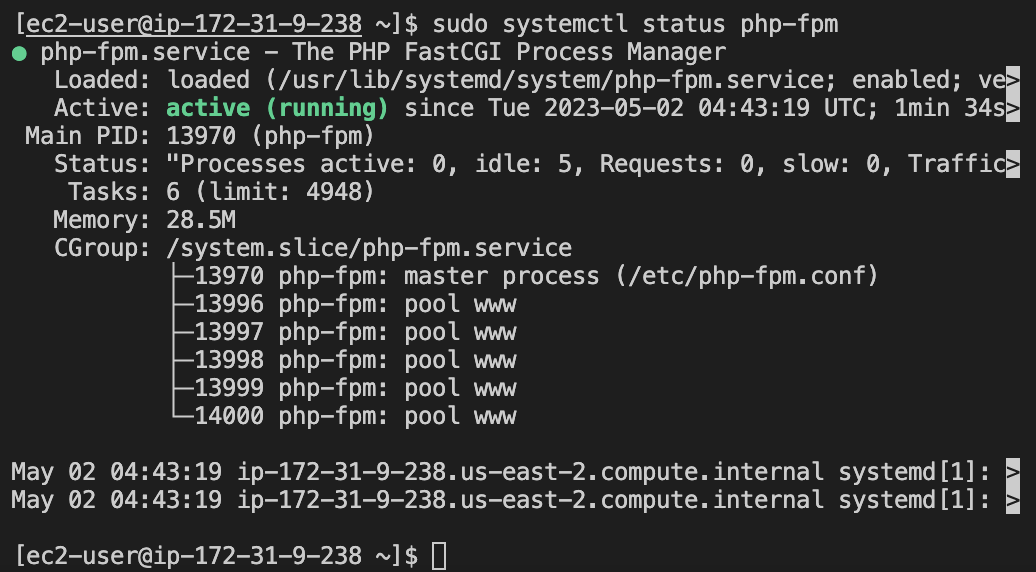 [ec2-user@ip-172-31-9-238 ~]$ sudo systemctl status php-fpm
● php-fpm.service - The PHP FastCGI Process Manager
   Loaded: loaded (/usr/lib/systemd/system/php-fpm.service; enabled; ve>
   Active: active (running) since Tue 2023-05-02 04:43:19 UTC; 1min 34s>
 Main PID: 13970 (php-fpm)
   Status: "Processes active: 0, idle: 5, Requests: 0, slow: 0, Traffic>
    Tasks: 6 (limit: 4948)
   Memory: 28.5M
   CGroup: /system.slice/php-fpm.service
           ├─13970 php-fpm: master process (/etc/php-fpm.conf)
           ├─13996 php-fpm: pool www
           ├─13997 php-fpm: pool www
           ├─13998 php-fpm: pool www
           ├─13999 php-fpm: pool www
           └─14000 php-fpm: pool www

May 02 04:43:19 ip-172-31-9-238.us-east-2.compute.internal systemd[1]: >
May 02 04:43:19 ip-172-31-9-238.us-east-2.compute.internal systemd[1]: >

[ec2-user@ip-172-31-9-238 ~]$